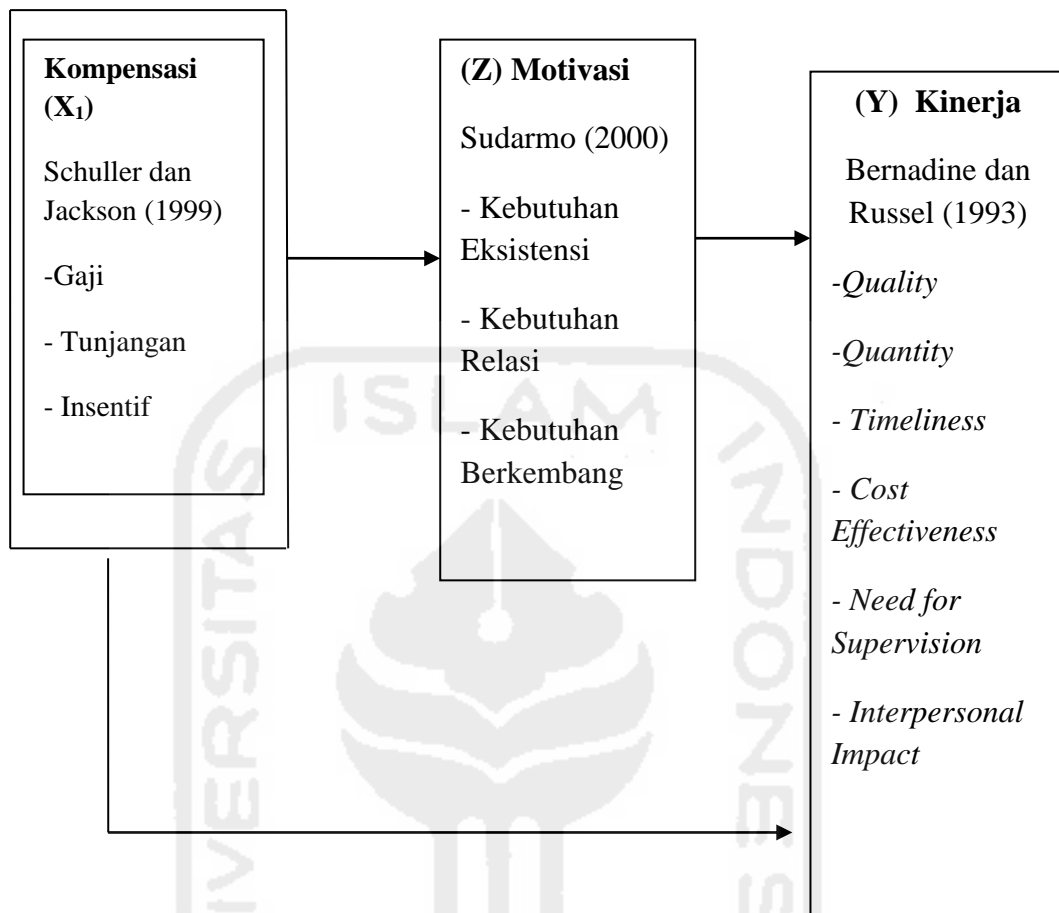 Kompensasi
(X₁)
Schuller dan
Jackson (1999)
-Gaji
- Tunjangan
- Insentif
(Z) Motivasi
Sudarmo (2000)
- Kebutuhan
Eksistensi
- Kebutuhan
Relasi
- Kebutuhan
Berkembang
(Y) Kinerja
Bernadine dan
Russel (1993)
-Quality
-Quantity
- Timeliness
- Cost
Effectiveness
- Need for
Supervision
- Interpersonal
Impact
ISLAM